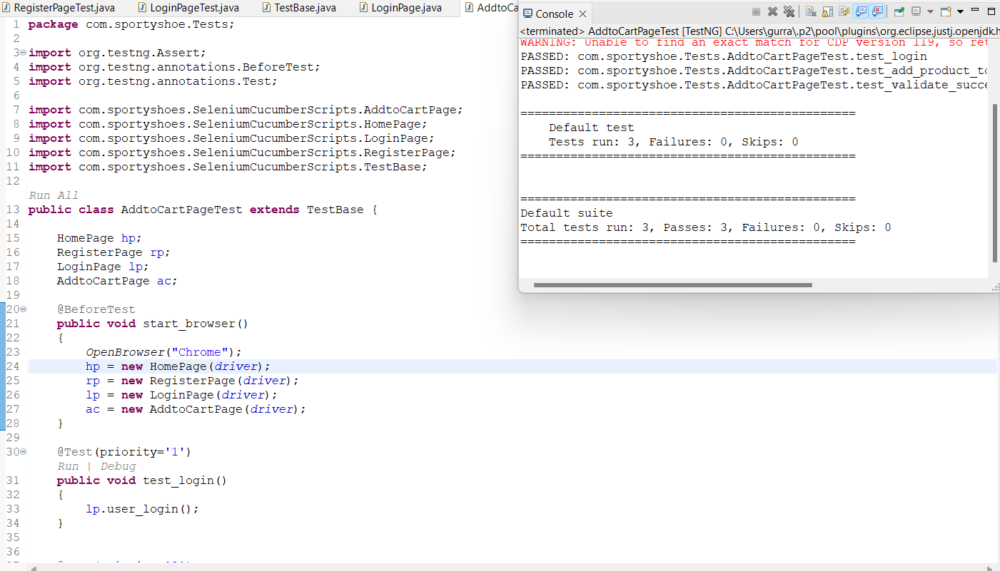 RegisterPageTest.java LoginPageTest.java TestBase.java LoginPage.java AddtoCa
1 package com.sportyshoe.Tests;
2
3 import org.testng.Assert;
4 import org.testng.annotations.BeforeTest;
5 import org.testng.annotations.Test;
6
7 import com.sportyshoes.SeleniumCucumberScripts.AddtoCartPage;
8 import com.sportyshoes.SeleniumCucumberScripts.HomePage;
9 import com.sportyshoes.SeleniumCucumberScripts.LoginPage;
10 import com.sportyshoes.SeleniumCucumberScripts.RegisterPage;
11 import com.sportyshoes.SeleniumCucumberScripts.TestBase;
12
Run All
13 public class AddtoCartPageTest extends TestBase {
14
15 HomePage hp;
16 RegisterPage rp;
17 LoginPage lp;
18 AddtoCartPage ac;
19
20 @BeforeTest
21 public void start_browser()
22 {
23 OpenBrowser("Chrome");
24 hp = new HomePage(driver);
25 rp = new RegisterPage(driver);
26 lp = new LoginPage(driver);
27 ac = new AddtoCartPage(driver);
28 }
29
30 @Test(priority='1')
Run | Debug
31 public void test_login()
32 {
33 lp.user_login();
34 }
35
36
Console
<terminated> AddtoCartPageTest [TestNG] C:\Users\gurra\.p2\pool\plugins\org.eclipse.justj.openjdk.h
WARNING: Unable to find an exact match for CDP version 119, so ret
PASSED: com.sportyshoe.Tests.AddtoCartPageTest.test_login
PASSED: com.sportyshoe.Tests.AddtoCartPageTest.test_add_product_to
PASSED: com.sportyshoe.Tests.AddtoCartPageTest.test_validate_succe
===============================================
Default test
Tests run: 3, Failures: 0, Skips: 0
===============================================
===============================================
Default suite
Total tests run: 3, Passes: 3, Failures: 0, Skips: 0
===============================================